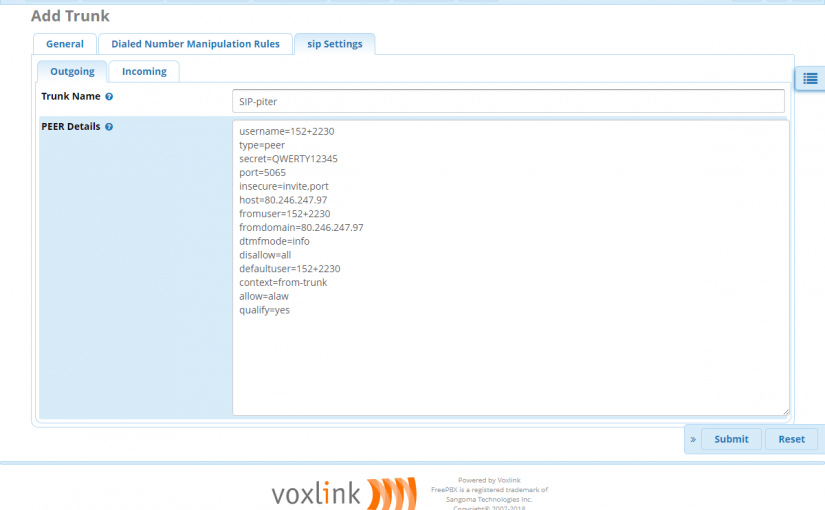 Add Trunk
General Dialed Number Manipulation Rules sip Settings
Outgoing Incoming
Trunk Name SIP-piter
PEER Details
username=152+2230
type=peer
secret=QWERTY12345
port=5065
insecure=invite,port
host=80.246.247.97
fromuser=152+2230
fromdomain=80.246.247.97
dtmfmode=info
disallow=all
defaultuser=152+2230
context=from-trunk
allow=alaw
qualify=yes
» Submit Reset
voxlink
Powered by Voxlink
FreePBX is a registered trademark of
Sangoma Technologies Inc.
Copyright© 2007-2018